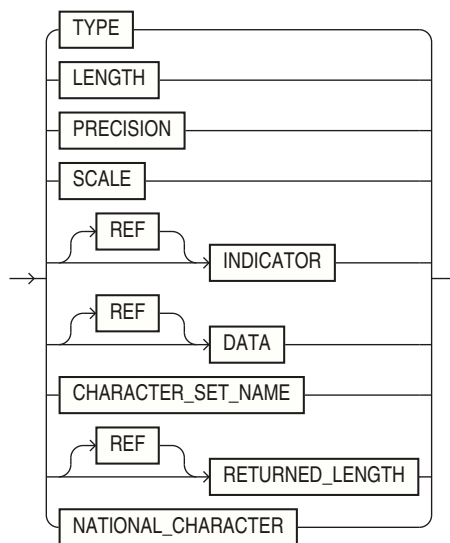 TYPE
LENGTH
PRECISION
SCALE
REF
INDICATOR
REF
DATA
CHARACTER_SET_NAME
REF
RETURNED_LENGTH
NATIONAL_CHARACTER